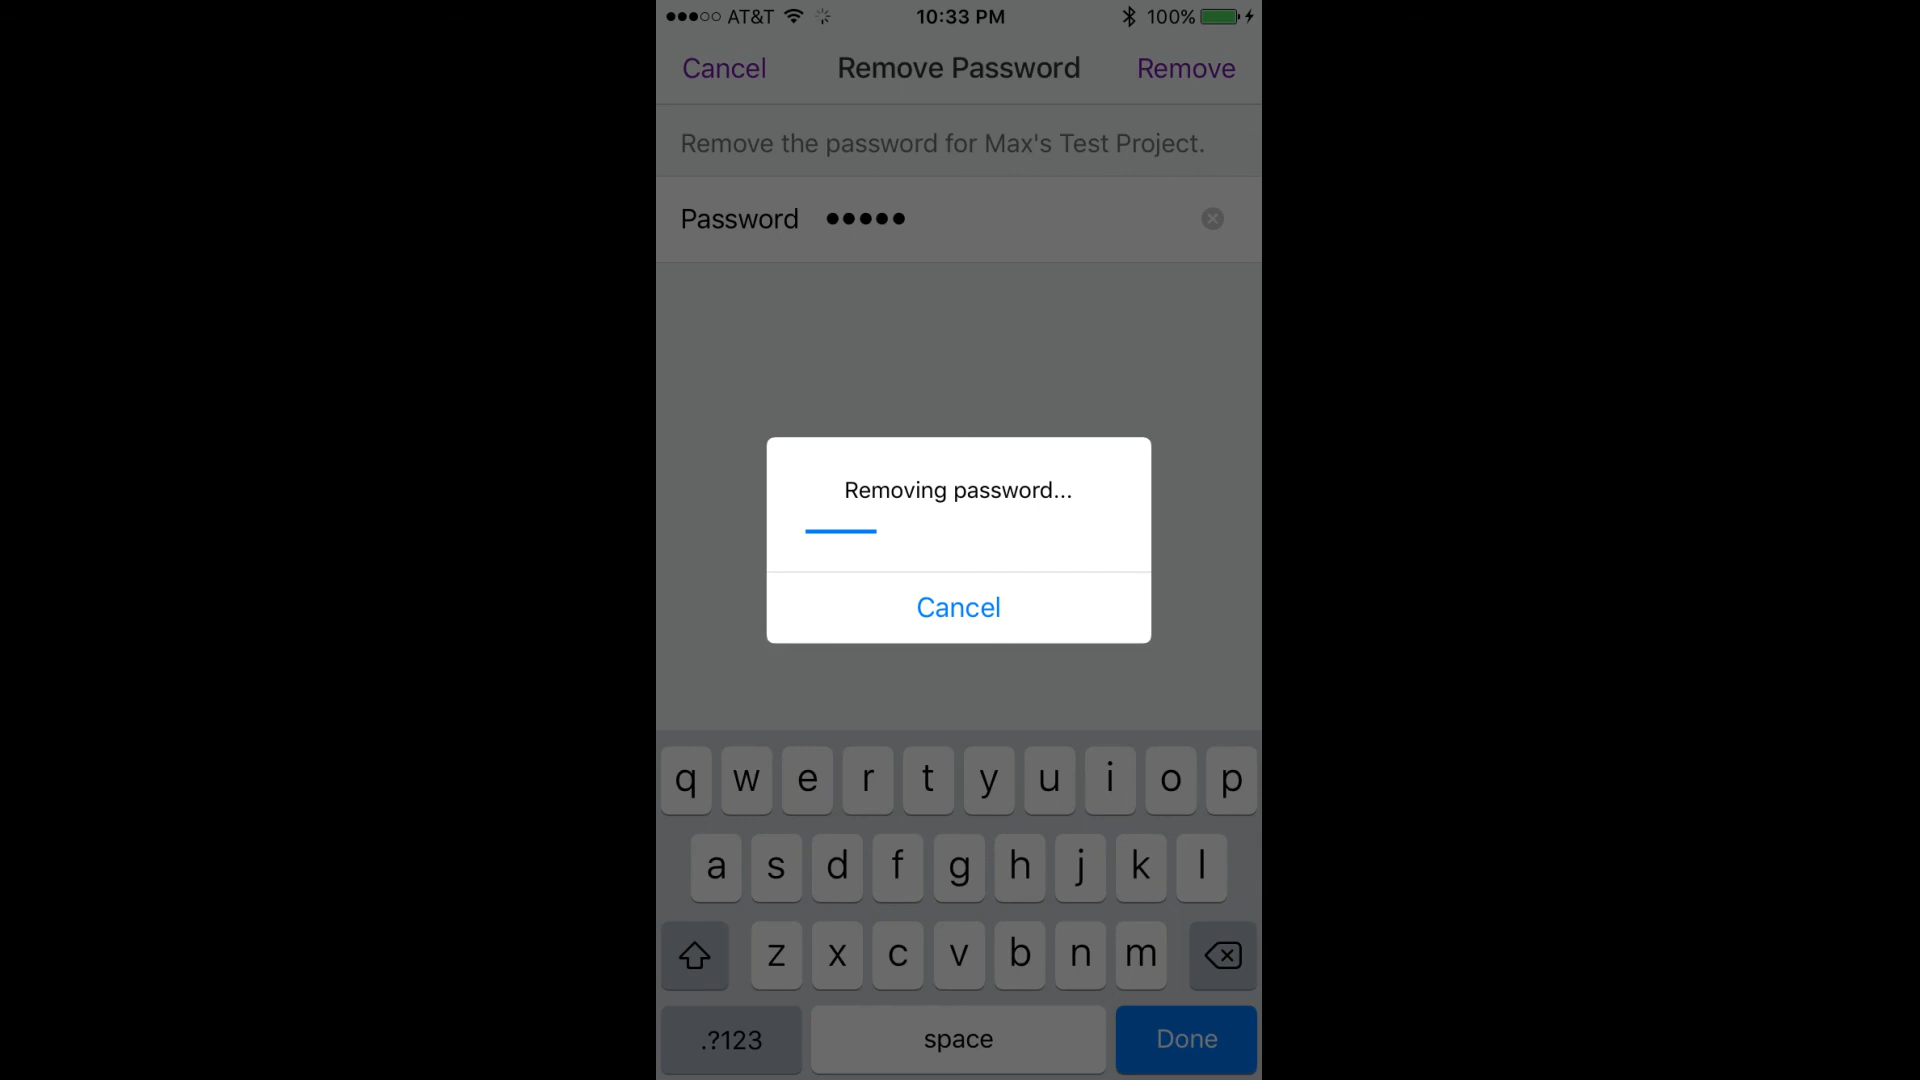 AT&T 10:33 PM 100%
Cancel Remove Password Remove
Remove the password for Max's Test Project.
Password •••••
Removing password...
Cancel
q w e r t y u i o p
a s d f g h j k l
z x c v b n m
.?123 space Done